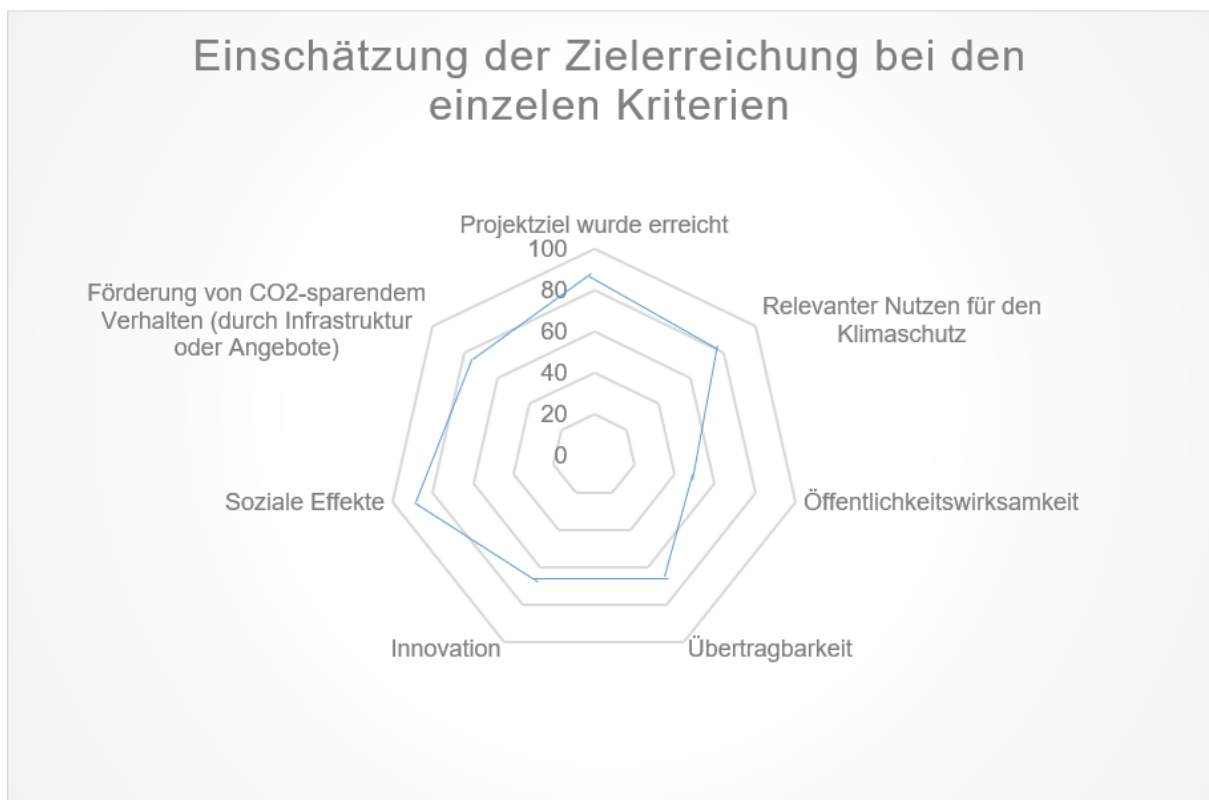 Einschätzung der Zielerreichung bei den
einzelen Kriterien
Projektziel wurde erreicht
100
80
60
40
20
0
Förderung von CO2-sparendem
Verhalten (durch Infrastruktur
oder Angebote)
Relevanter Nutzen für den
Klimaschutz
Soziale Effekte
Öffentlichkeitswirksamkeit
Innovation
Übertragbarkeit